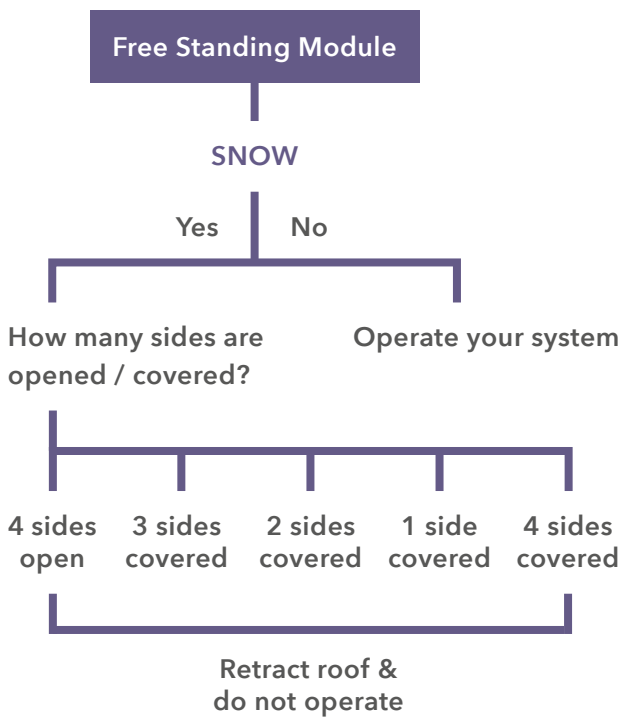 Free Standing Module
SNOW
Yes No
How many sides are
opened / covered?
Operate your system
4 sides
open
3 sides
covered
2 sides
covered
1 side
covered
4 sides
covered
Retract roof &
do not operate